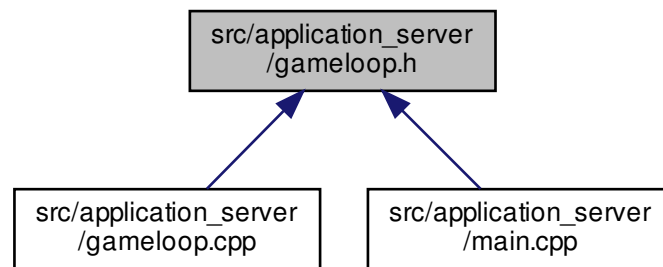 src/application_server
/gameloop.h
src/application_server
/gameloop.cpp
src/application_server
/main.cpp